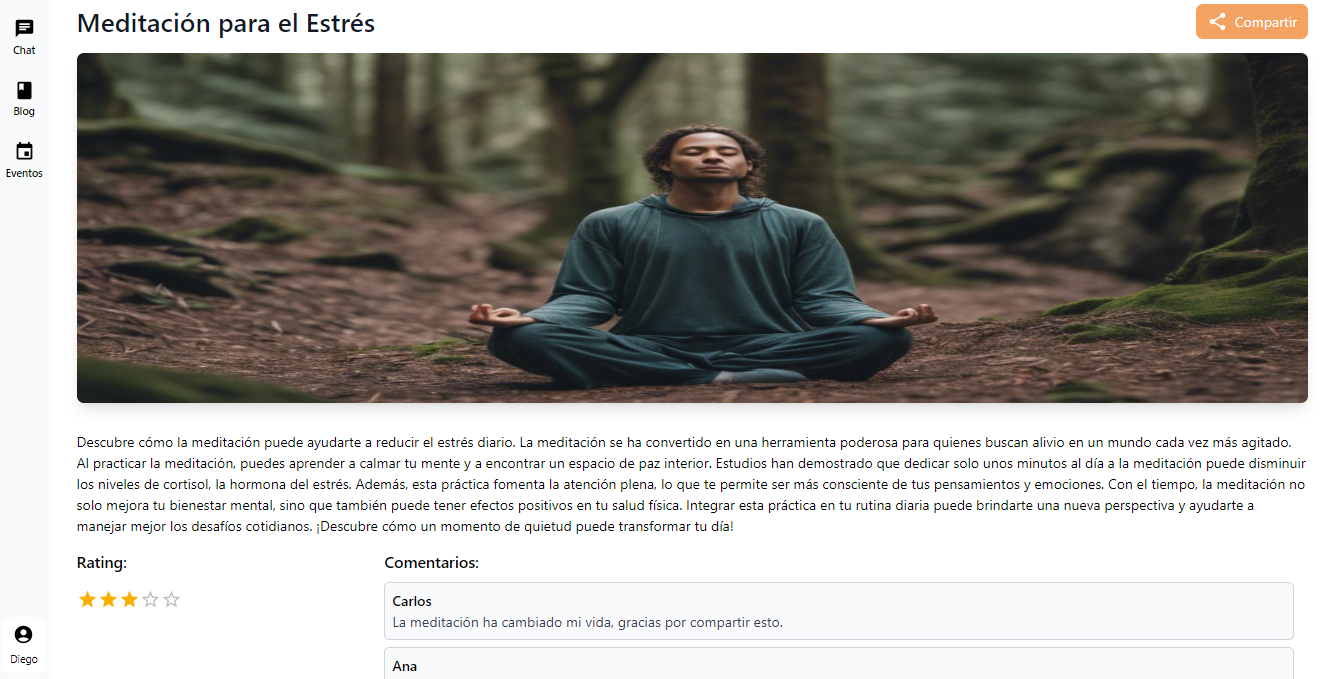 Chat
Blog
Eventos
Diego
Meditación para el Estrés
Compartir
Descubre cómo la meditación puede ayudarte a reducir el estrés diario. La meditación se ha convertido en una herramienta poderosa para quienes buscan alivio en un mundo cada vez más agitado.
Al practicar la meditación, puedes aprender a calmar tu mente y a encontrar un espacio de paz interior. Estudios han demostrado que dedicar solo unos minutos al día a la meditación puede disminuir
los niveles de cortisol, la hormona del estrés. Además, esta práctica fomenta la atención plena, lo que te permite ser más consciente de tus pensamientos y emociones. Con el tiempo, la meditación no
solo mejora tu bienestar mental, sino que también puede tener efectos positivos en tu salud física. Integrar esta práctica en tu rutina diaria puede brindarte una nueva perspectiva y ayudarte a
manejar mejor los desafíos cotidianos. ¡Descubre cómo un momento de quietud puede transformar tu día!
Rating:
Comentarios:
Carlos
La meditación ha cambiado mi vida, gracias por compartir esto.
Ana